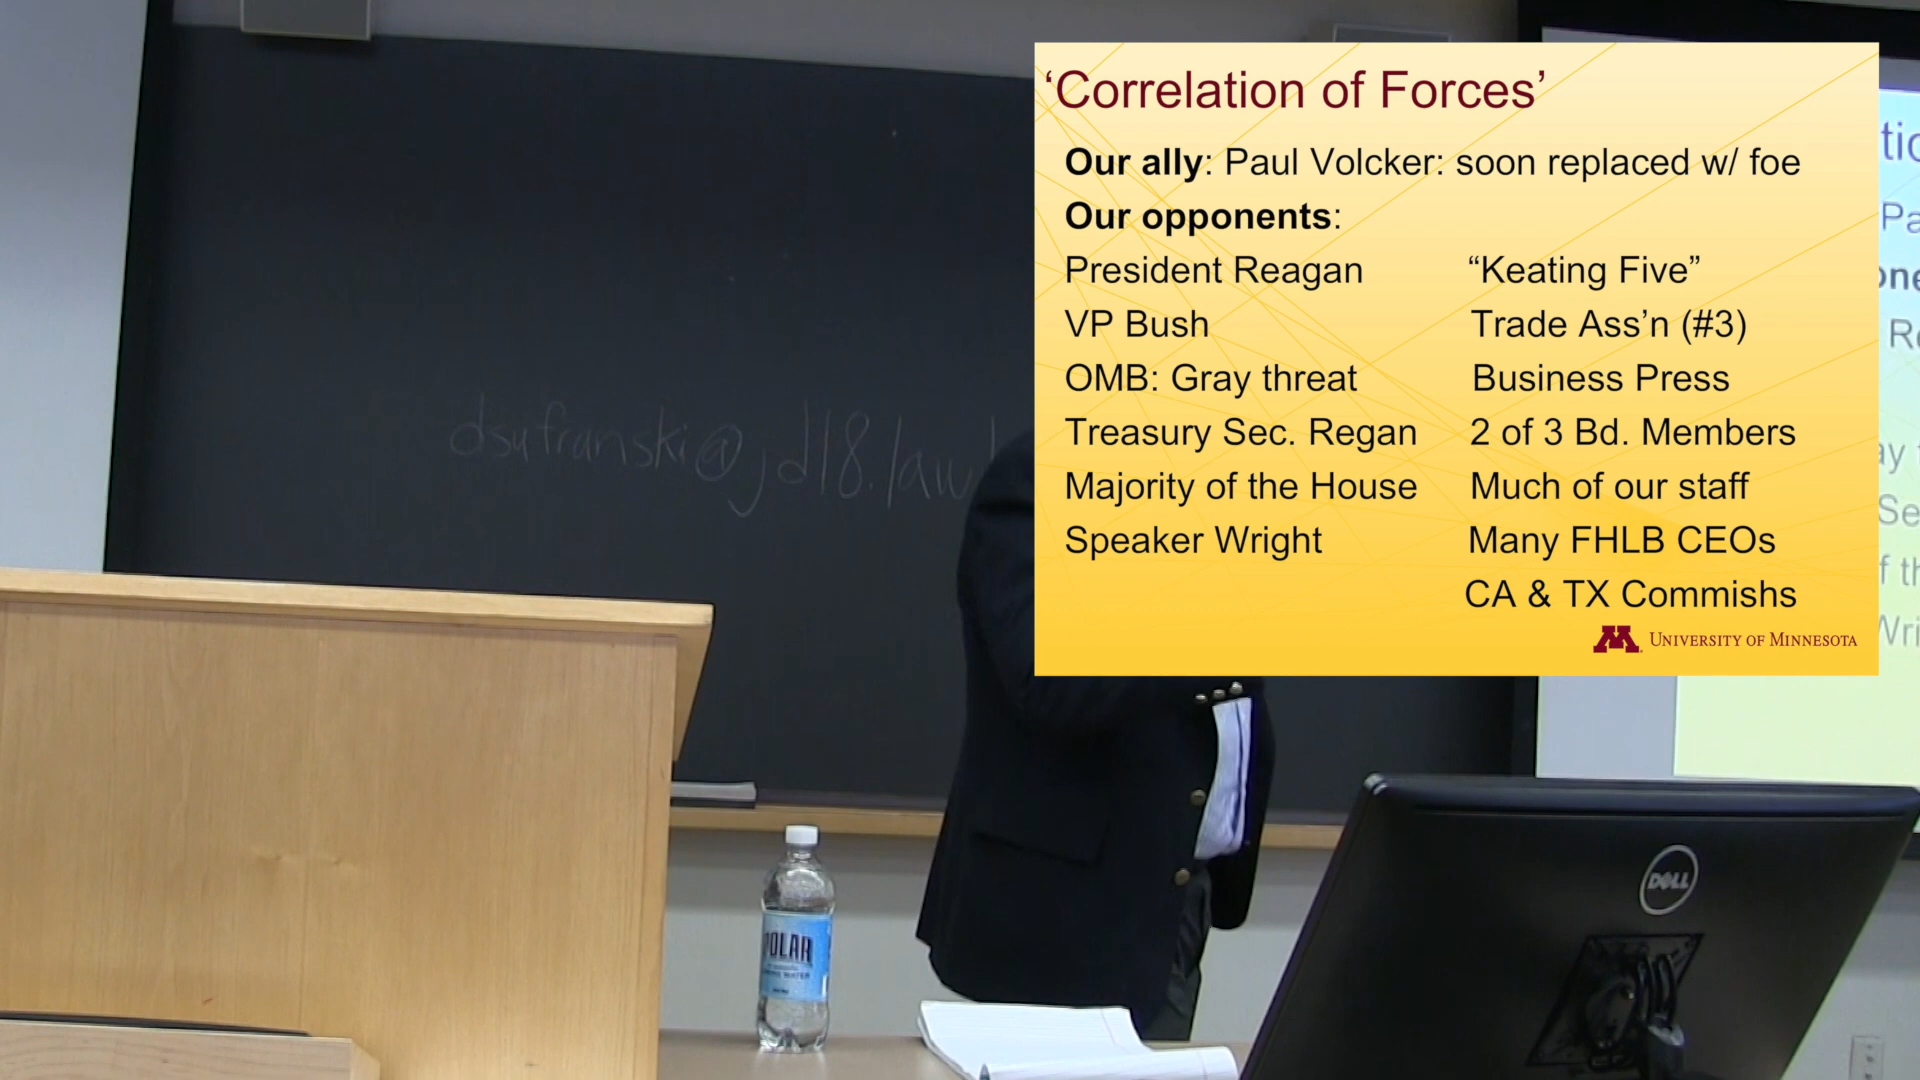 ‘Correlation of Forces’
Our ally: Paul Volcker: soon replaced w/ foe
Our opponents:
President Reagan “Keating Five”
VP Bush Trade Ass’n (#3)
OMB: Gray threat Business Press
Treasury Sec. Regan 2 of 3 Bd. Members
Majority of the House Much of our staff
Speaker Wright Many FHLB CEOs
CA & TX Commishs
University of Minnesota
dsufranski@jd18.law
POLAR
DELL